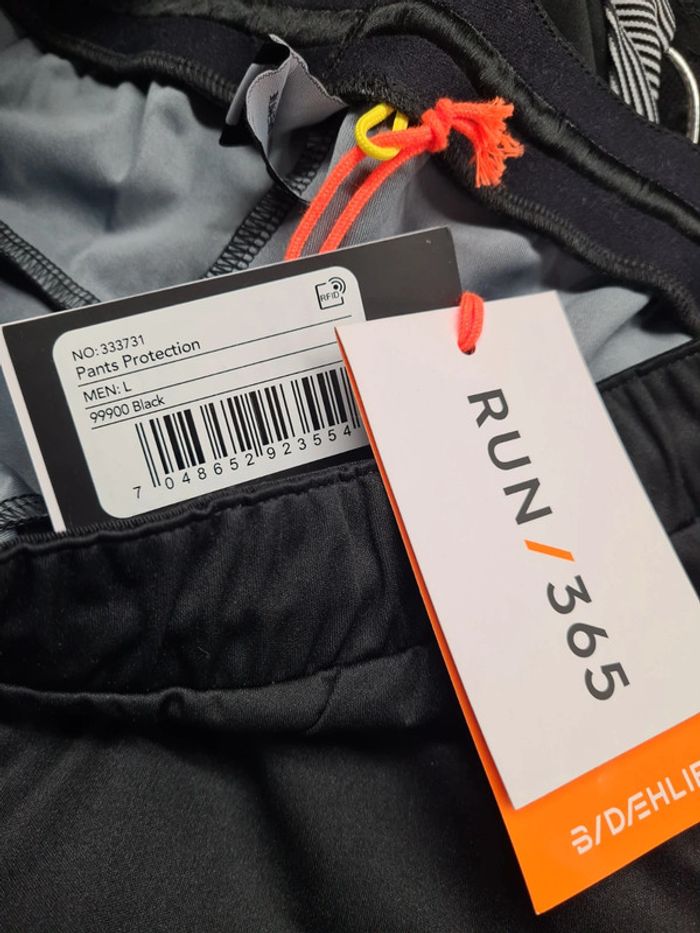 RFID
NO: 333731
Pants Protection
MEN: L
99900 Black
7 048652 923554
RUN/365
B/DÆHLIE